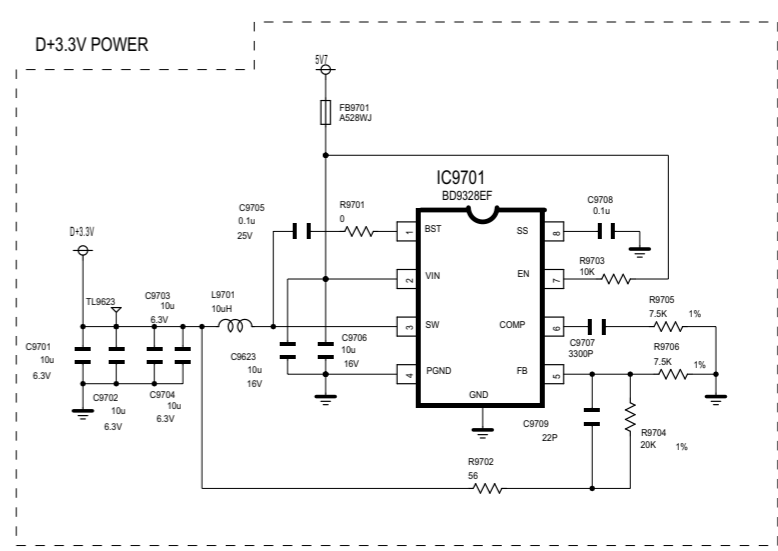 D+3.3V POWER
5V7
FB9701
A528WJ
IC9701
BD9328EF
C9705
0.1u
25V
R9701
0
1
BST
SS
8
C9708
0.1u
D+3.3V
2
VIN
EN
7
R9703
10K
TL9623
C9703
10u
6.3V
L9701
10uH
3
SW
COMP
6
C9707
3300P
R9705
7.5K
1%
C9701
10u
6.3V
C9702
10u
6.3V
C9704
10u
6.3V
C9623
10u
16V
C9706
10u
16V
4
PGND
FB
5
R9706
7.5K
1%
GND
C9709
22P
R9704
20K
1%
R9702
56